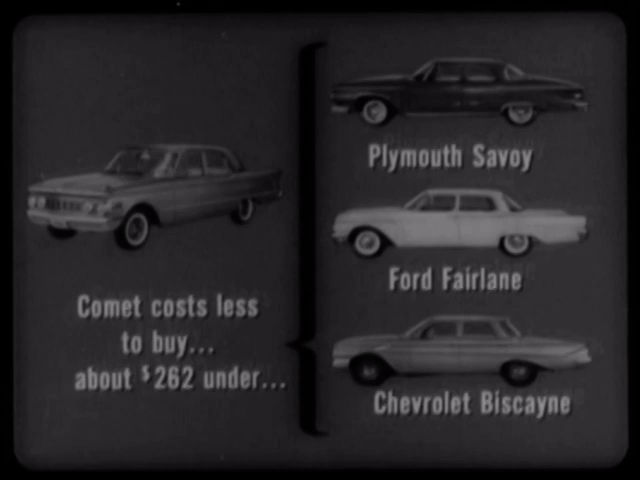 Comet costs less
to buy...
about $262 under...
Plymouth Savoy
Ford Fairlane
Chevrolet Biscayne